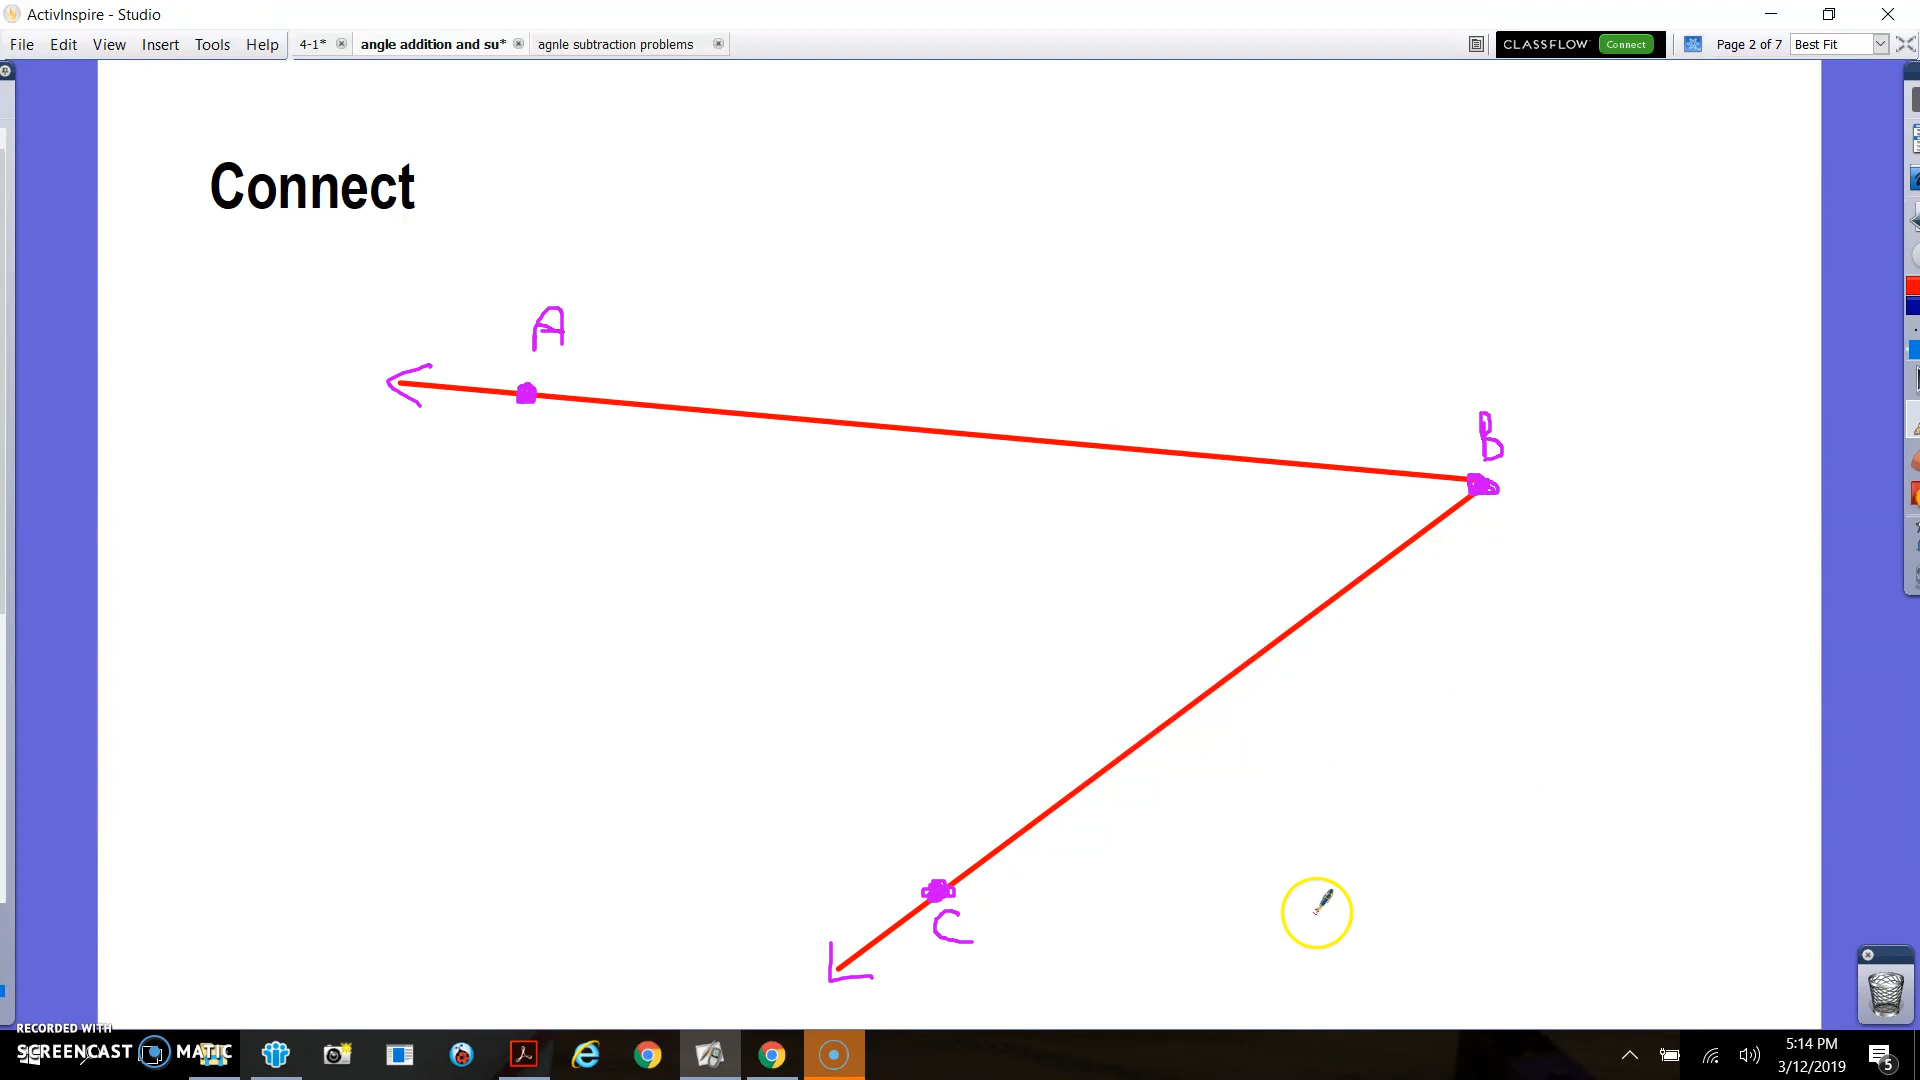 ActivInspire - Studio
File Edit View Insert Tools Help 4-1* angle addition and su* agnle subtraction problems CLASSFLOW Connect Page 2 of 7 Best Fit
Connect
A
B
C
RECORDED WITH
SCREENCAST MATIC
5:14 PM
3/12/2019
5